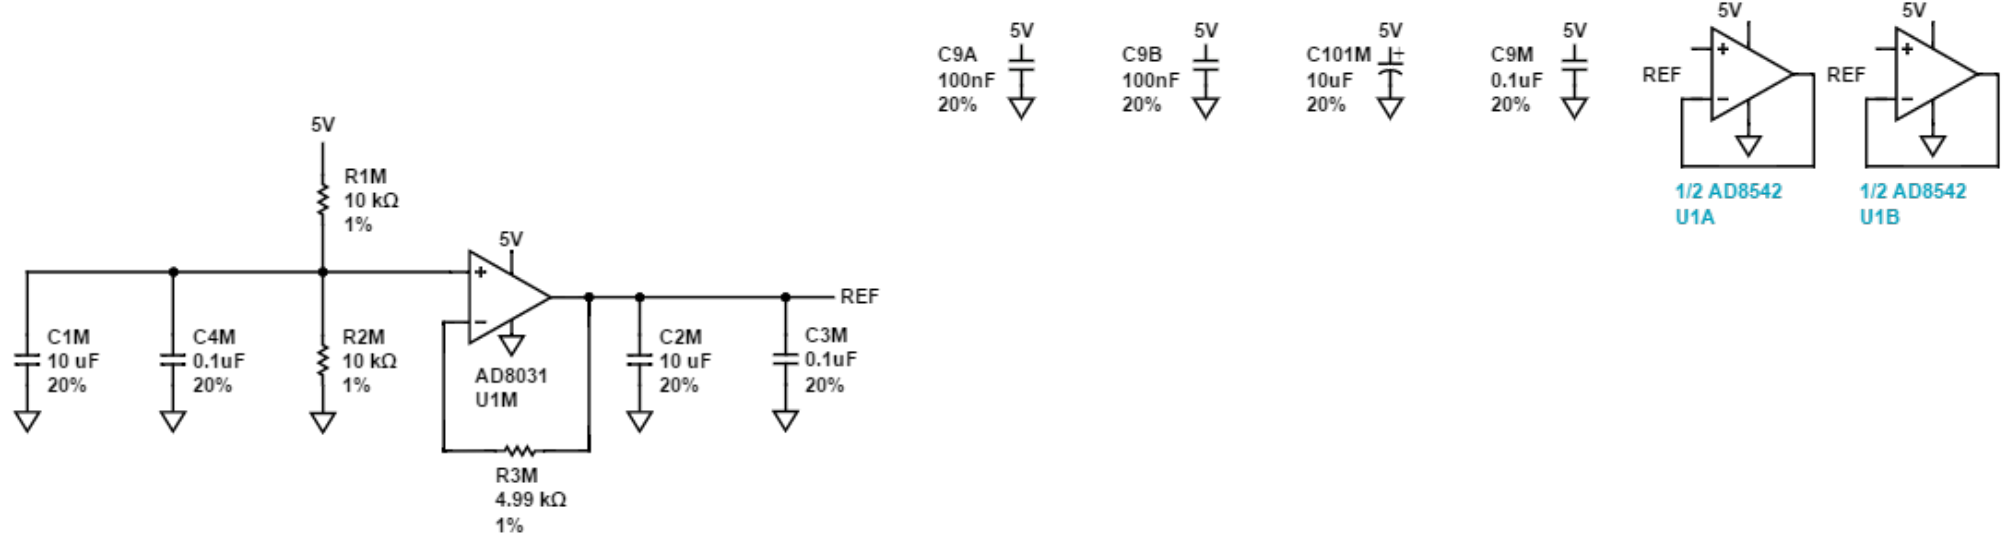 5V
C9A
100nF
20%
5V
C9B
100nF
20%
5V
+
C101M
10uF
20%
5V
C9M
0.1uF
20%
5V
+
REF
-
1/2 AD8542
U1A
5V
+
REF
-
1/2 AD8542
U1B
5V
R1M
10 kΩ
1%
C1M
10 uF
20%
C4M
0.1uF
20%
R2M
10 kΩ
1%
5V
+
-
AD8031
U1M
R3M
4.99 kΩ
1%
C2M
10 uF
20%
C3M
0.1uF
20%
REF